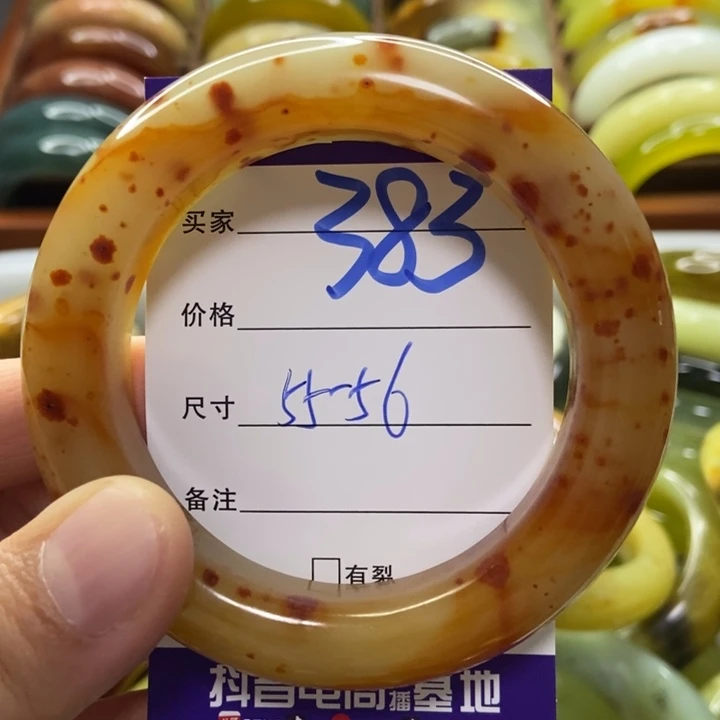 买家 383
价格
尺寸 55-56
备注
□有裂
抖音电商直播基地